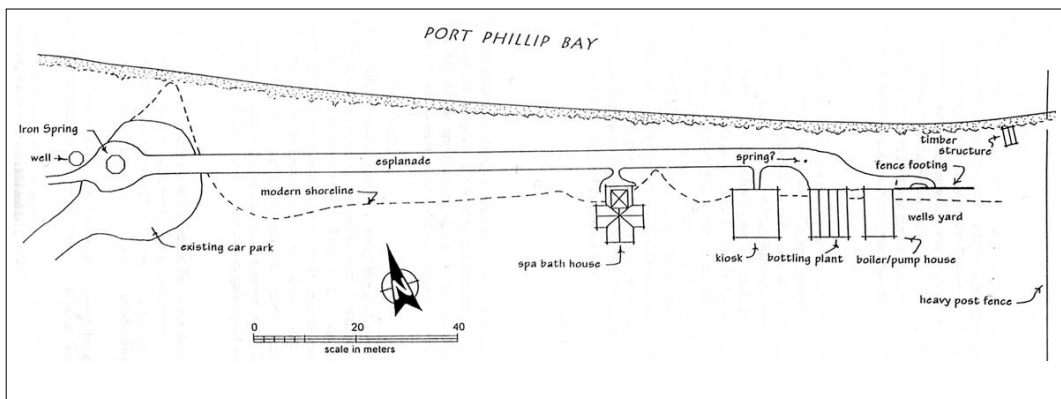 PORT PHILLIP BAY
Iron Spring
well
esplanade
spring?
timber
structure
fence footing
modern shoreline
wells yard
existing car park
spa bath house
kiosk
bottling plant
boiler/pump house
heavy post fence
N
0
20
40
scale in meters